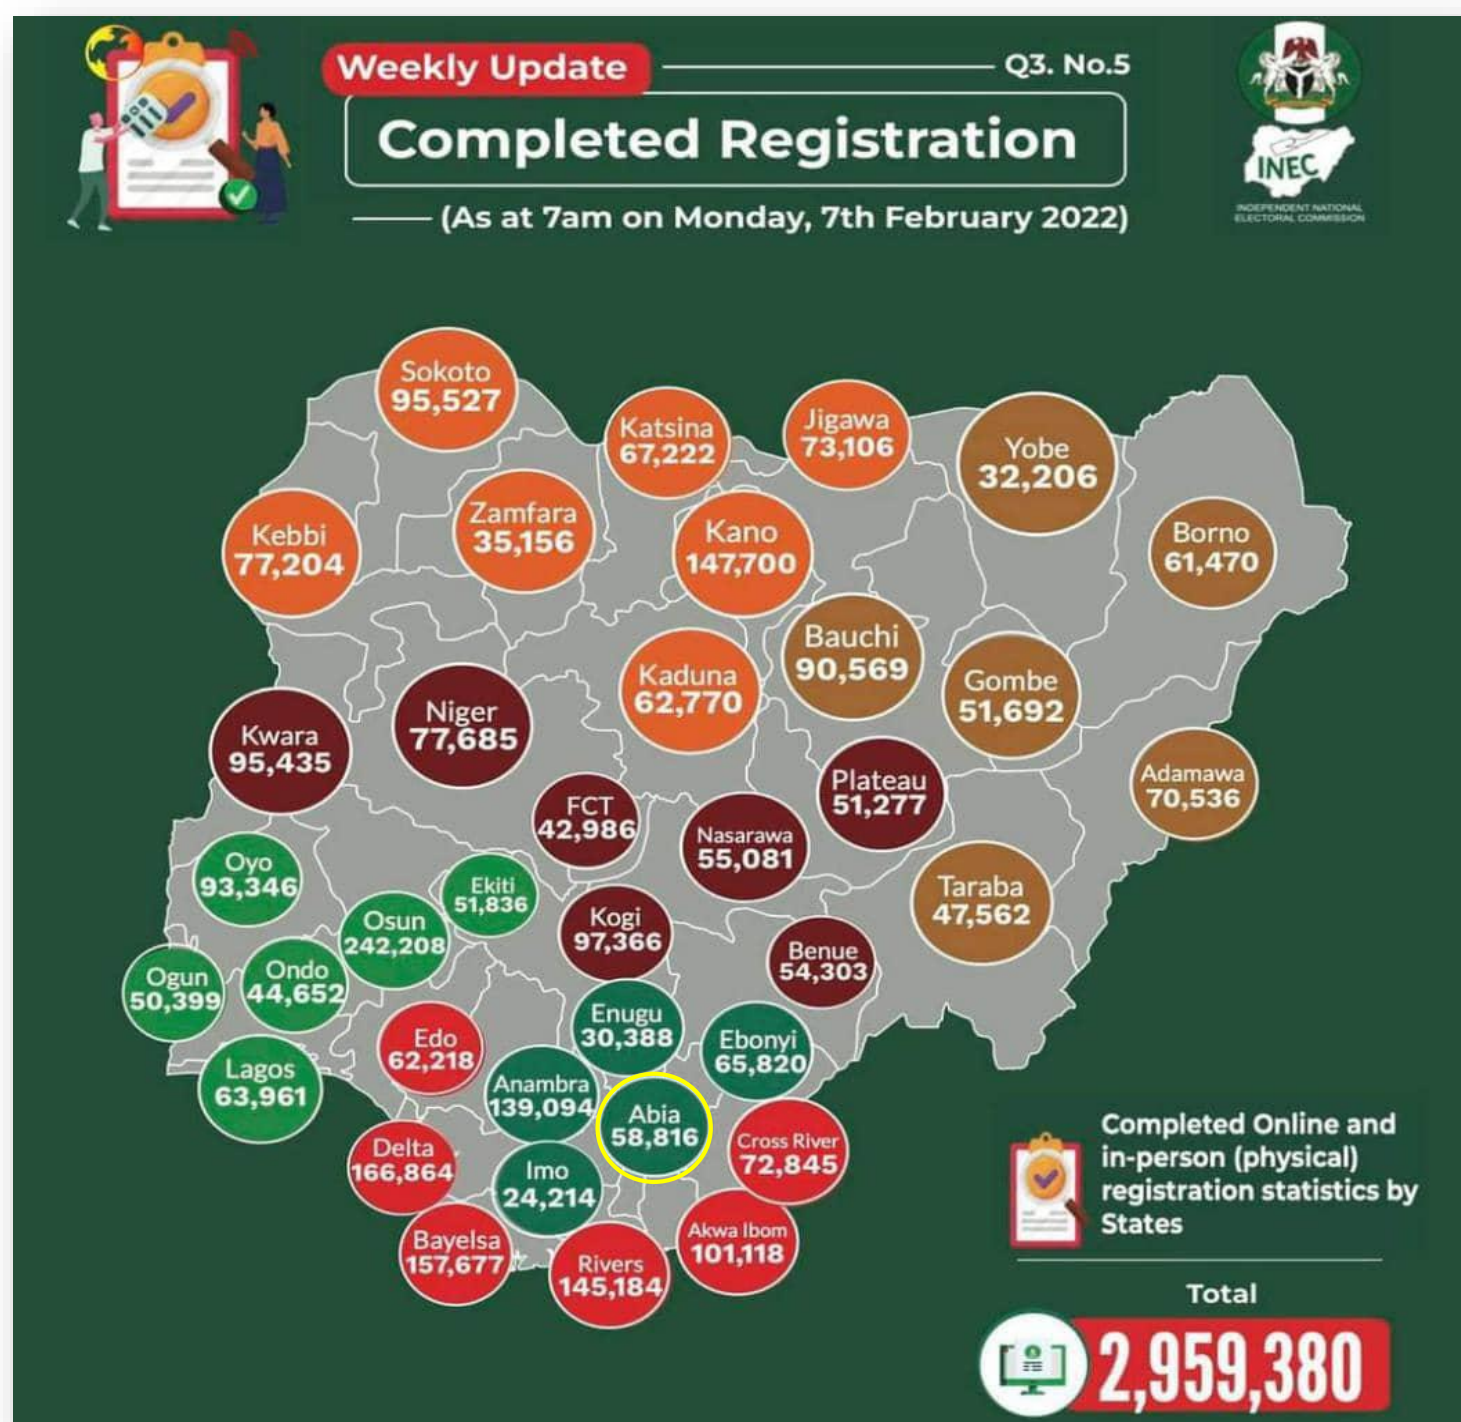 Weekly Update
Q3. No.5
Completed Registration
(As at 7am on Monday, 7th February 2022)
INEC
INDEPENDENT NATIONAL
ELECTORAL COMMISSION
Sokoto
95,527
Katsina
67,222
Jigawa
73,106
Yobe
32,206
Kebbi
77,204
Zamfara
35,156
Kano
147,700
Borno
61,470
Kaduna
62,770
Bauchi
90,569
Gombe
51,692
Kwara
95,435
Niger
77,685
Plateau
51,277
Adamawa
70,536
FCT
42,986
Nasarawa
55,081
Oyo
93,346
Ekiti
51,836
Taraba
47,562
Osun
242,208
Kogi
97,366
Benue
54,303
Ogun
50,399
Ondo
44,652
Enugu
30,388
Edo
62,218
Ebonyi
65,820
Lagos
63,961
Anambra
139,094
Abia
58,816
Cross River
72,845
Delta
166,864
Imo
24,214
Akwa Ibom
101,118
Bayelsa
157,677
Rivers
145,184
Completed Online and
in-person (physical)
registration statistics by
States
Total
2,959,380